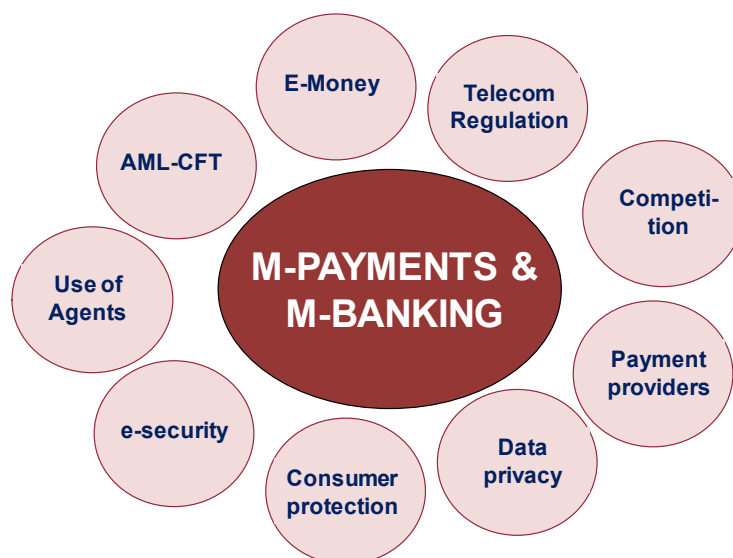 E-Money
Telecom
Regulation
AML-CFT
Competi-
tion
M-PAYMENTS &
M-BANKING
Use of
Agents
Payment
providers
e-security
Data
privacy
Consumer
protection